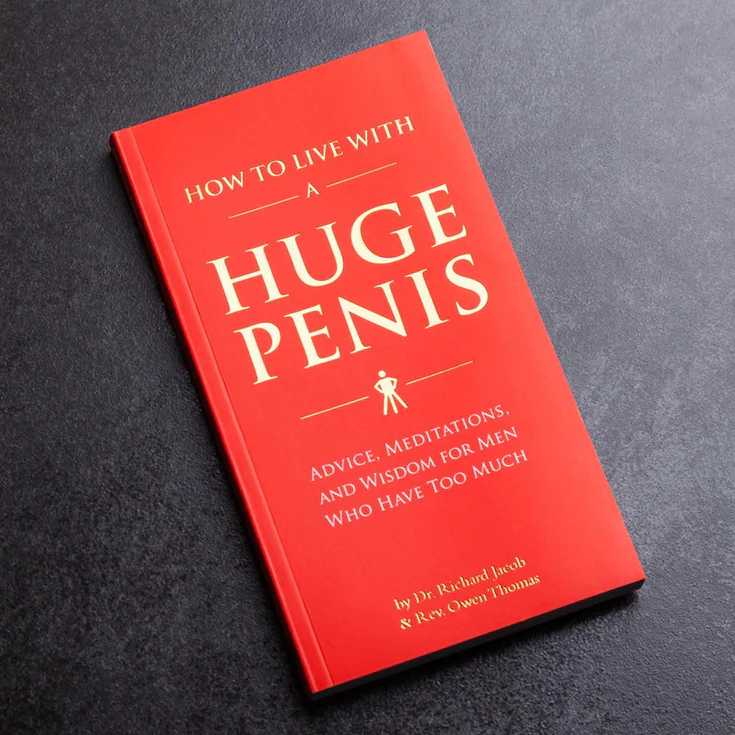 HOW TO LIVE WITH
A
HUGE
PENIS
ADVICE, MEDITATIONS,
AND WISDOM FOR MEN
WHO HAVE TOO MUCH
by Dr. Richard Jacob
& Rev. Owen Thomas